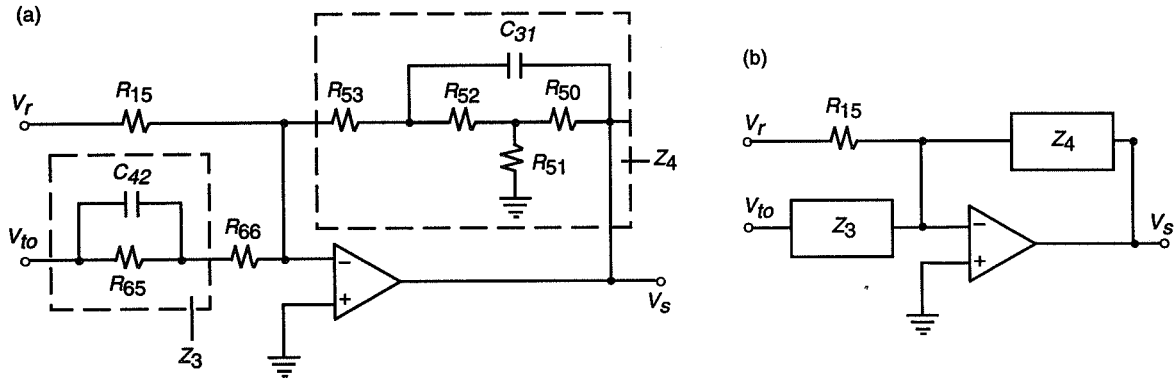 (a)
C31
R53
R52
R50
R51
Z4
Vr
R15
C42
Vto
R65
R66
Z3
−
+
Vs
(b)
Vr
R15
Z4
Vto
Z3
−
+
Vs